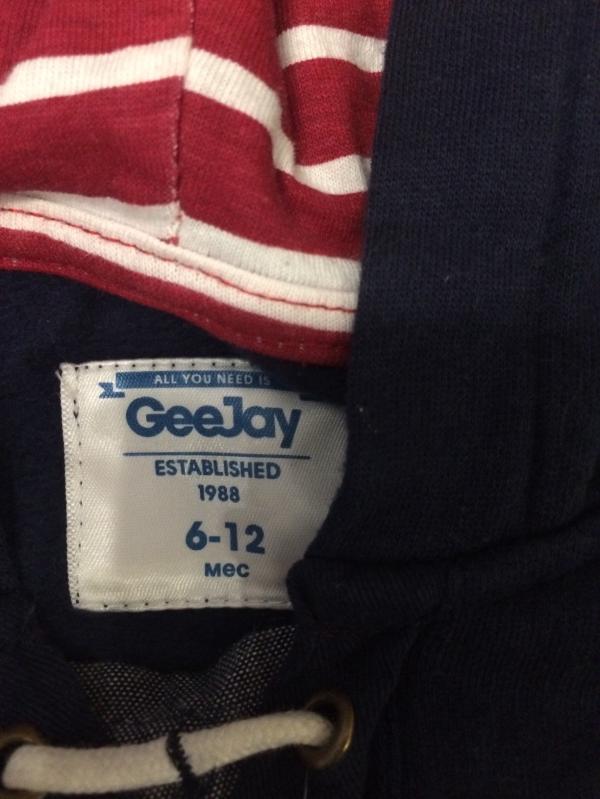 ALL YOU NEED IS
GeeJay
ESTABLISHED
1988
6-12
мес